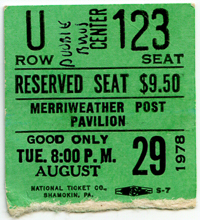 U CENTER 123
ROW SEAT
RESERVED SEAT $9.50
MERRIWEATHER POST
PAVILION
GOOD ONLY
TUE. 8:00 P.M.
AUGUST 29 1978
NATIONAL TICKET CO.
SHAMOKIN, PA. S-7